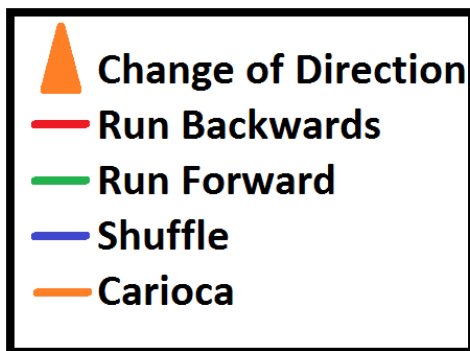 Change of Direction
Run Backwards
Run Forward
Shuffle
Carioca